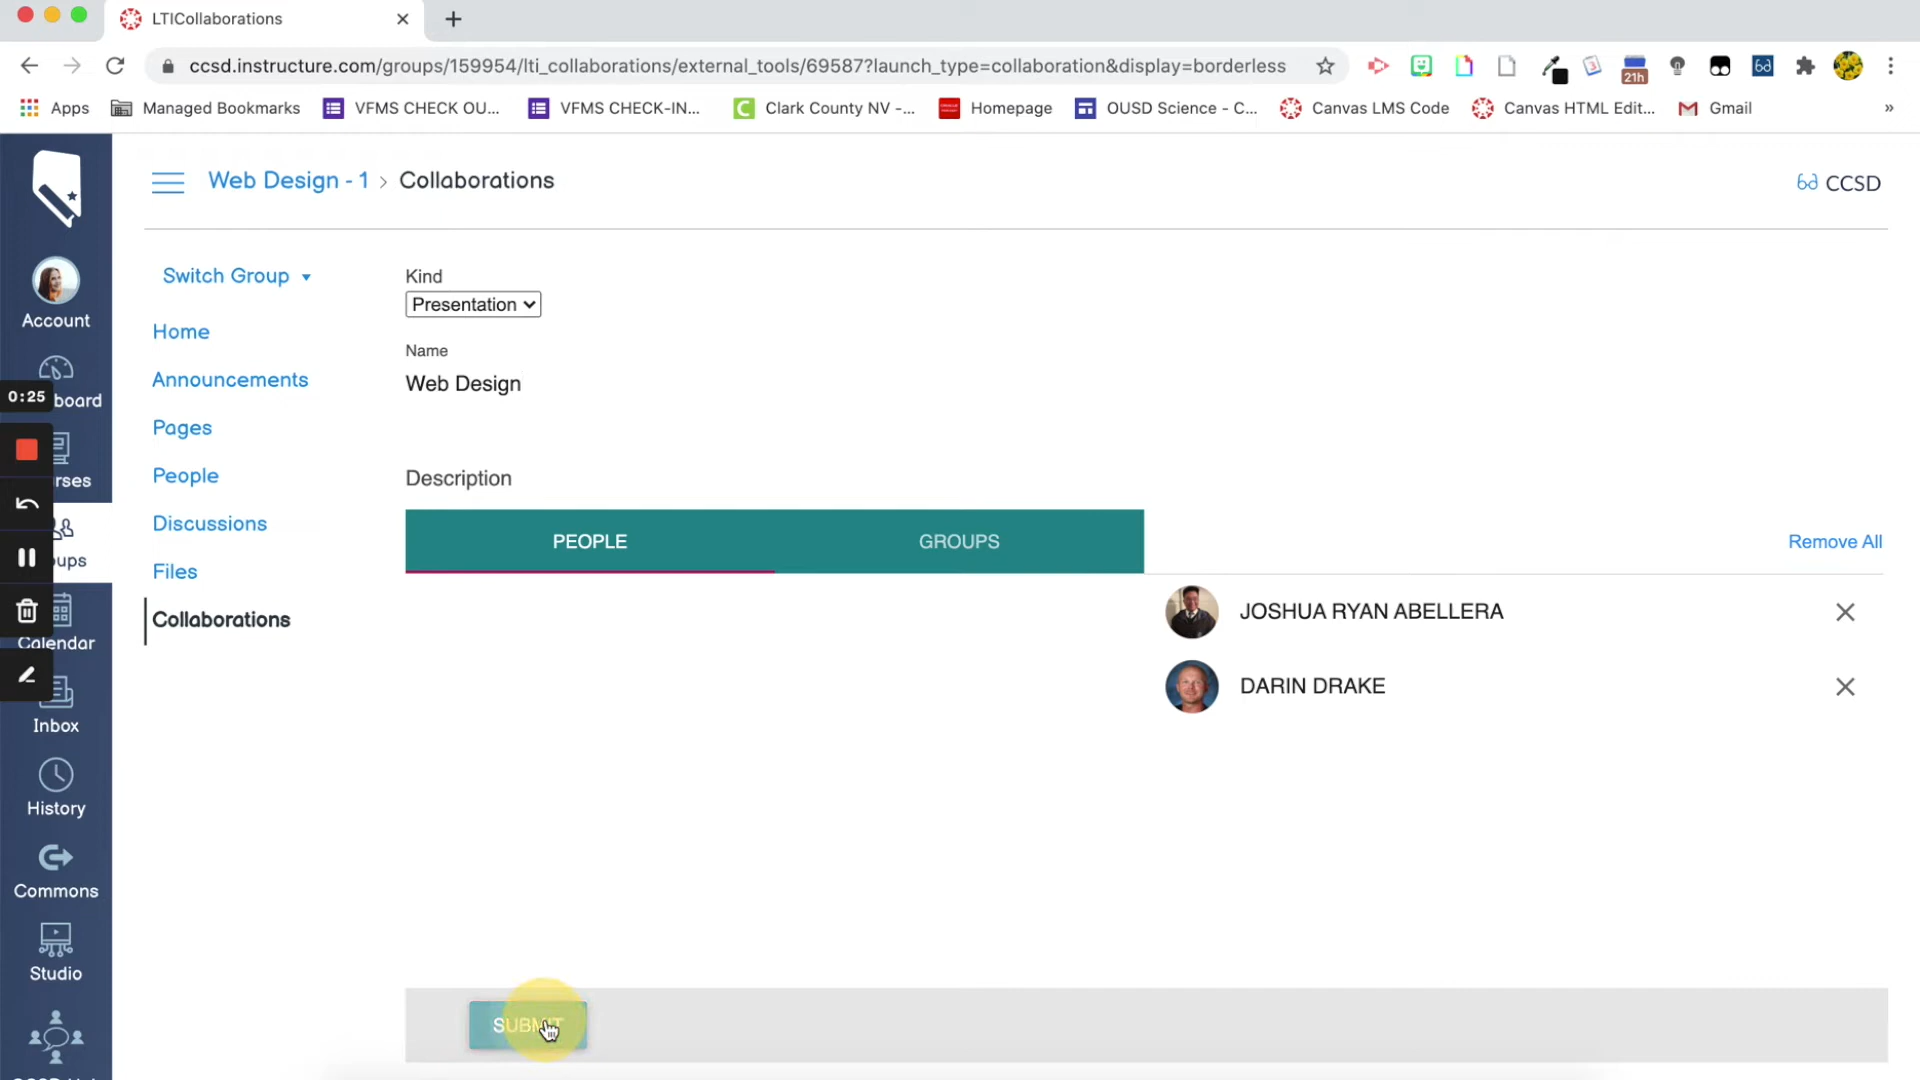 LTICollaborations
ccsd.instructure.com/groups/159954/lti_collaborations/external_tools/69587?launch_type=collaboration&display=borderless
21h
Apps
Managed Bookmarks
VFMS CHECK OU...
VFMS CHECK-IN...
Clark County NV -...
Homepage
OUSD Science - C...
Canvas LMS Code
Canvas HTML Edit...
Gmail
»
Web Design - 1 > Collaborations
CCSD
Account
board
0:25
rses
ups
Calendar
Inbox
History
Commons
Studio
Switch Group
Home
Announcements
Pages
People
Discussions
Files
Collaborations
Kind
Presentation
Name
Web Design
Description
PEOPLE
GROUPS
Remove All
JOSHUA RYAN ABELLERA
DARIN DRAKE
SUBMIT